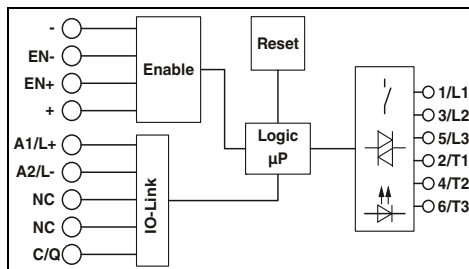 -
EN-
EN+
+
Enable
Reset
A1/L+
A2/L-
NC
NC
C/Q
IO-Link
Logic
µP
1/L1
3/L2
5/L3
2/T1
4/T2
6/T3